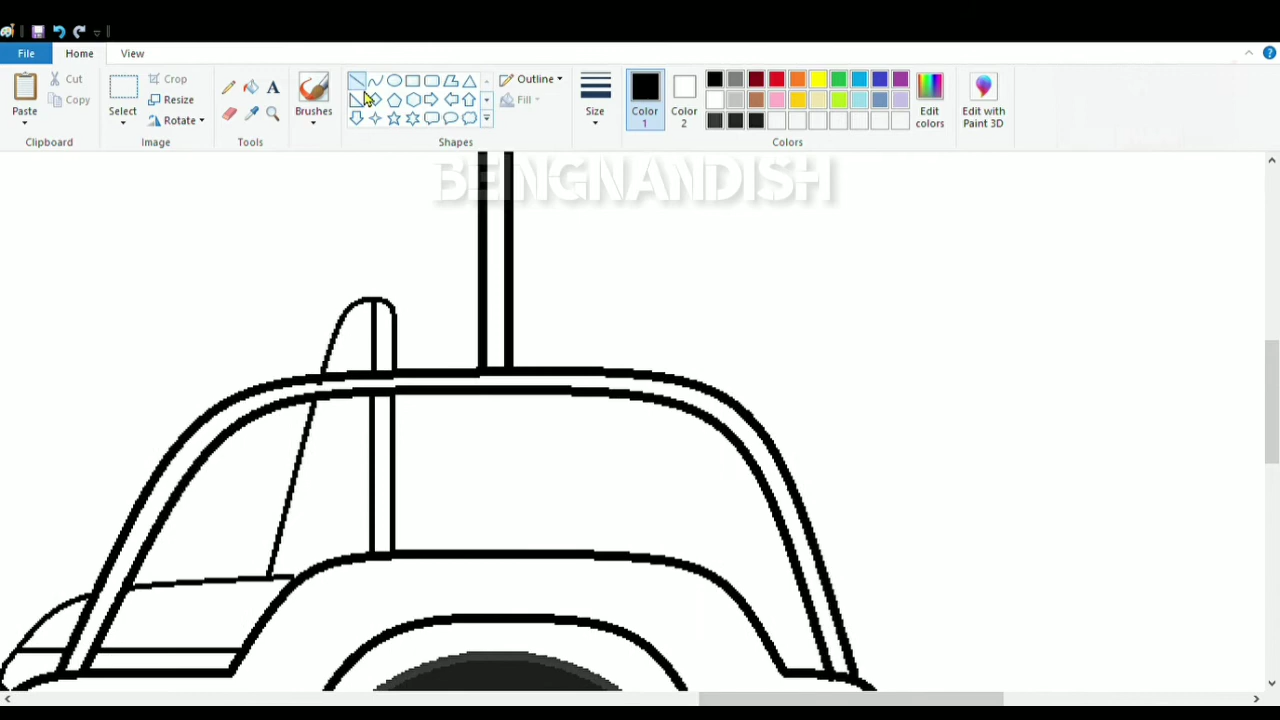 File Home View
Paste
Cut
Copy
Clipboard
Select
Crop
Resize
Rotate
Image
A
Tools
Brushes
Shapes
Outline
Fill
Size
Color 1
Color 2
Colors
Edit colors
Edit with Paint 3D
BEINGNANDISH